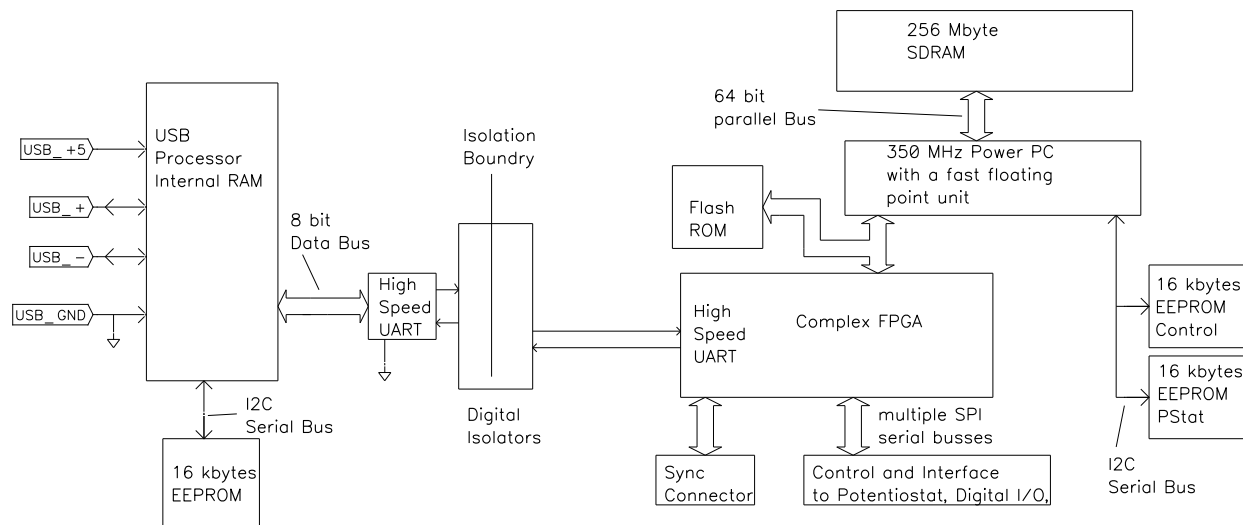 256 Mbyte
SDRAM
64 bit
parallel Bus
USB
Processor
Internal RAM
USB_ +5
USB_ +
USB_ -
USB_GND
Isolation
Boundry
350 MHz Power PC
with a fast floating
point unit
Flash
ROM
8 bit
Data Bus
High
Speed
UART
High
Speed
UART
Complex FPGA
16 kbytes
EEPROM
Control
16 kbytes
EEPROM
PStat
I2C
Serial Bus
Digital
Isolators
multiple SPI
serial busses
16 kbytes
EEPROM
Sync
Connector
Control and Interface
to Potentiostat, Digital I/O,
I2C
Serial Bus